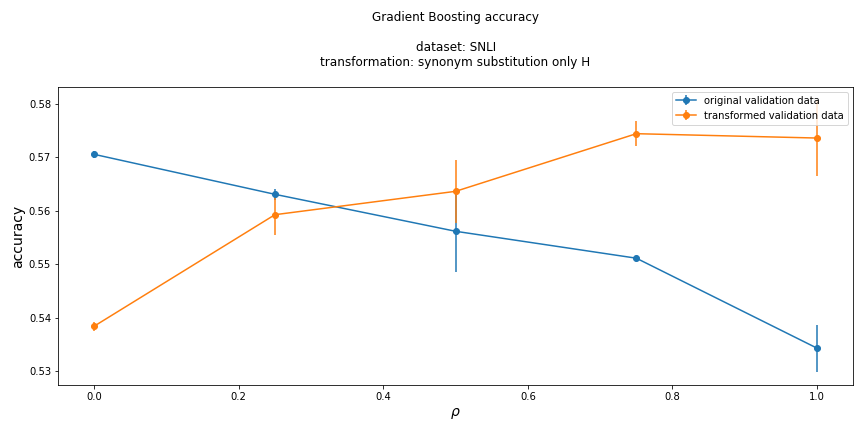 Gradient Boosting accuracy
dataset: SNLI
transformation: synonym substitution only H
original validation data
transformed validation data
accuracy
0.58
0.57
0.56
0.55
0.54
0.53
0.0 0.2 0.4 0.6 0.8 1.0
ρ